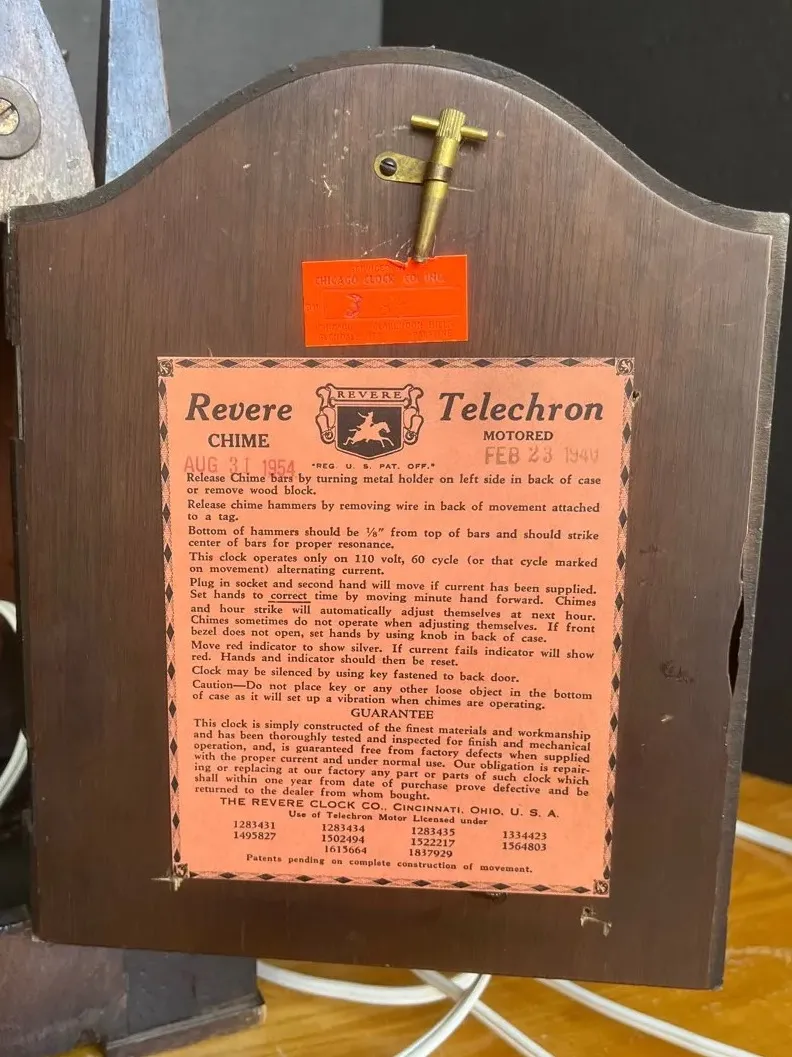 CHICAGO CLOCK CO. INC.
3
REVERE
Revere Telechron
CHIME MOTORED
AUG 31 1954 FEB 23 1940
"REG. U. S. PAT. OFF."
Release Chime bars by turning metal holder on left side in back of case
or remove wood block.
Release chime hammers by removing wire in back of movement attached
to a tag.
Bottom of hammers should be ⅛" from top of bars and should strike
center of bars for proper resonance.
This clock operates only on 110 volt, 60 cycle (or that cycle marked
on movement) alternating current.
Plug in socket and second hand will move if current has been supplied.
Set hands to correct time by moving minute hand forward. Chimes
and hour strike will automatically adjust themselves at next hour.
Chimes sometimes do not operate when adjusting themselves. If front
bezel does not open, set hands by using knob in back of case.
Move red indicator to show silver. If current fails indicator will show
red. Hands and indicator should then be reset.
Clock may be silenced by using key fastened to back door.
Caution—Do not place key or any other loose object in the bottom
of case as it will set up a vibration when chimes are operating.
GUARANTEE
This clock is simply constructed of the finest materials and workmanship
and has been thoroughly tested and inspected for finish and mechanical
operation, and, is guaranteed free from factory defects when supplied
with the proper current and under normal use. Our obligation is repair-
ing or replacing at our factory any part or parts of such clock which
shall within one year from date of purchase prove defective and be
returned to the dealer from whom bought.
THE REVERE CLOCK CO., CINCINNATI, OHIO, U. S. A.
Use of Telechron Motor Licensed under
1283431 1283434 1283435 1334423
1495827 1502494 1522217 1564803
1615664 1837929
Patents pending on complete construction of movement.